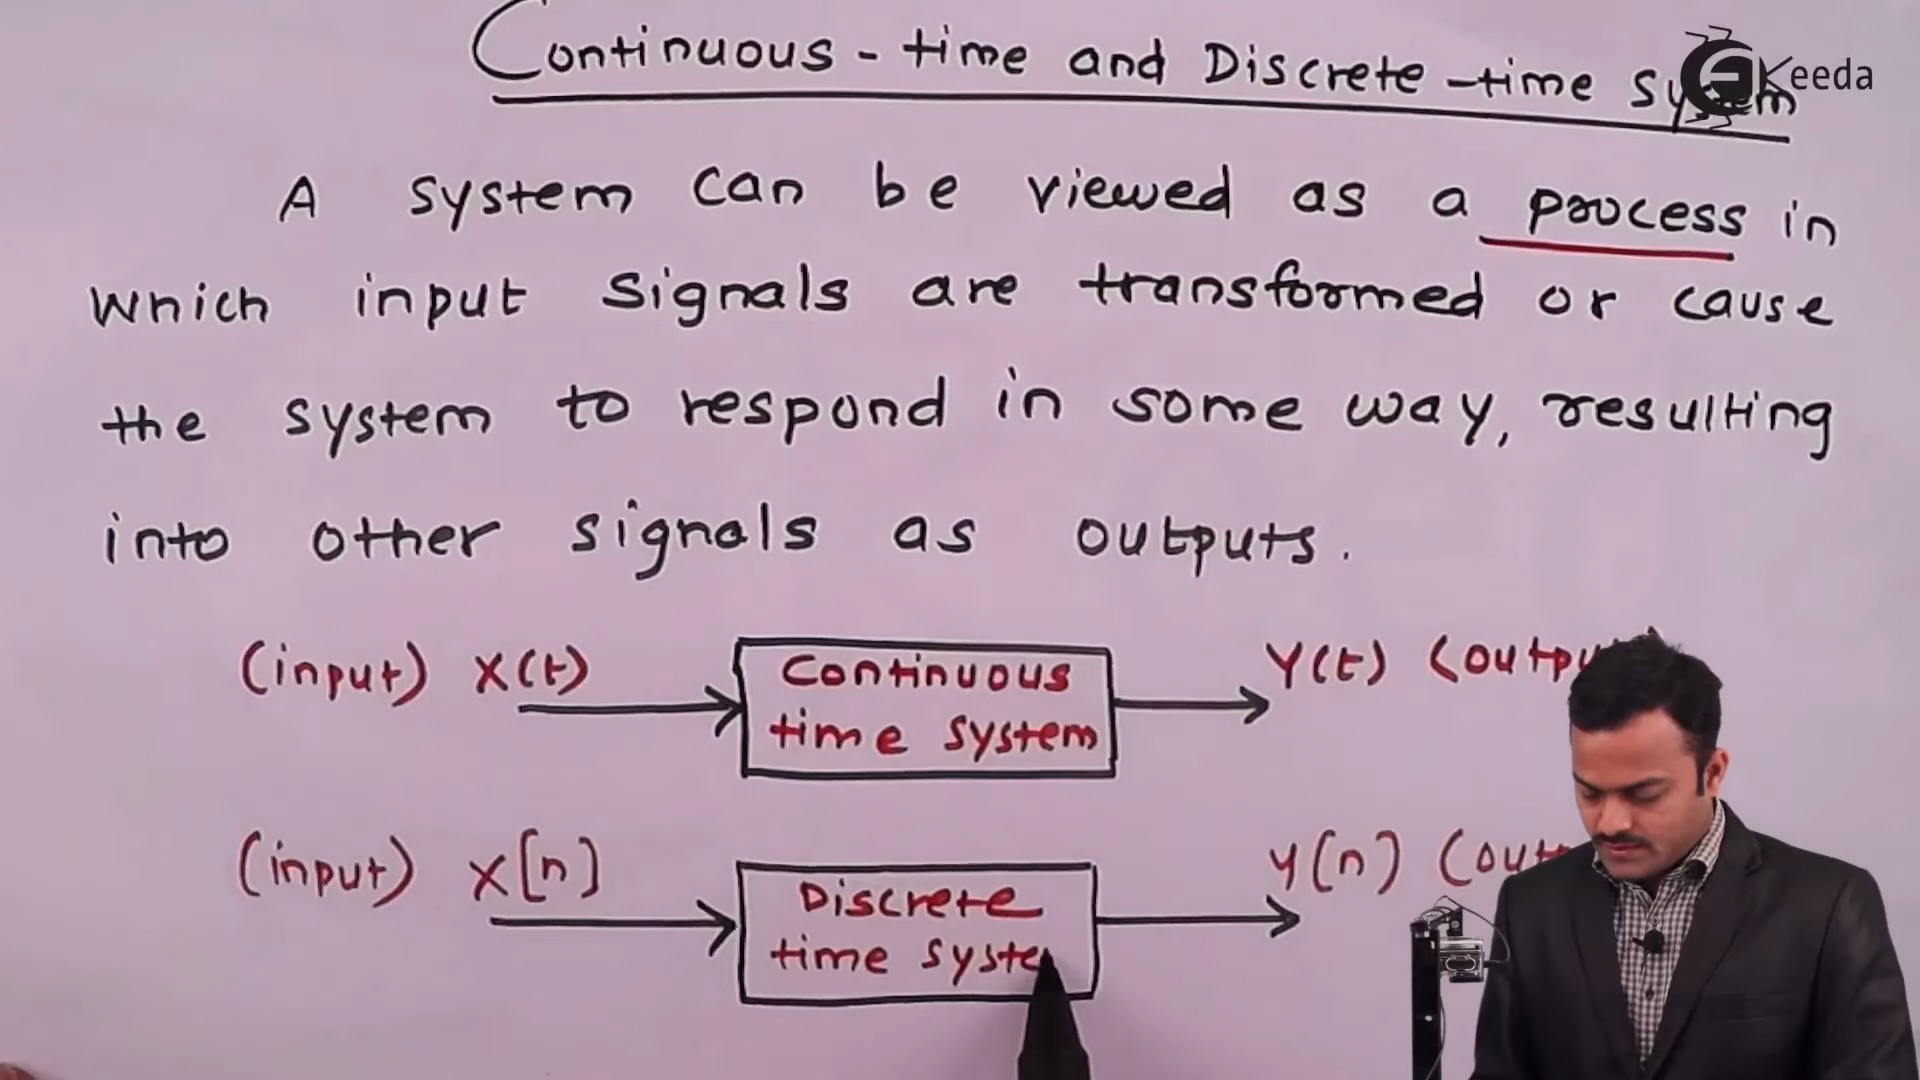 Continuous - time and Discrete - time System
Keeda
A system can be viewed as a process in
which input signals are transformed or cause
the system to respond in some way, resulting
into other signals as outputs.
(input) X(t) Continuous Y(t)
time system
(input) X[n] Discrete Y[n]
time